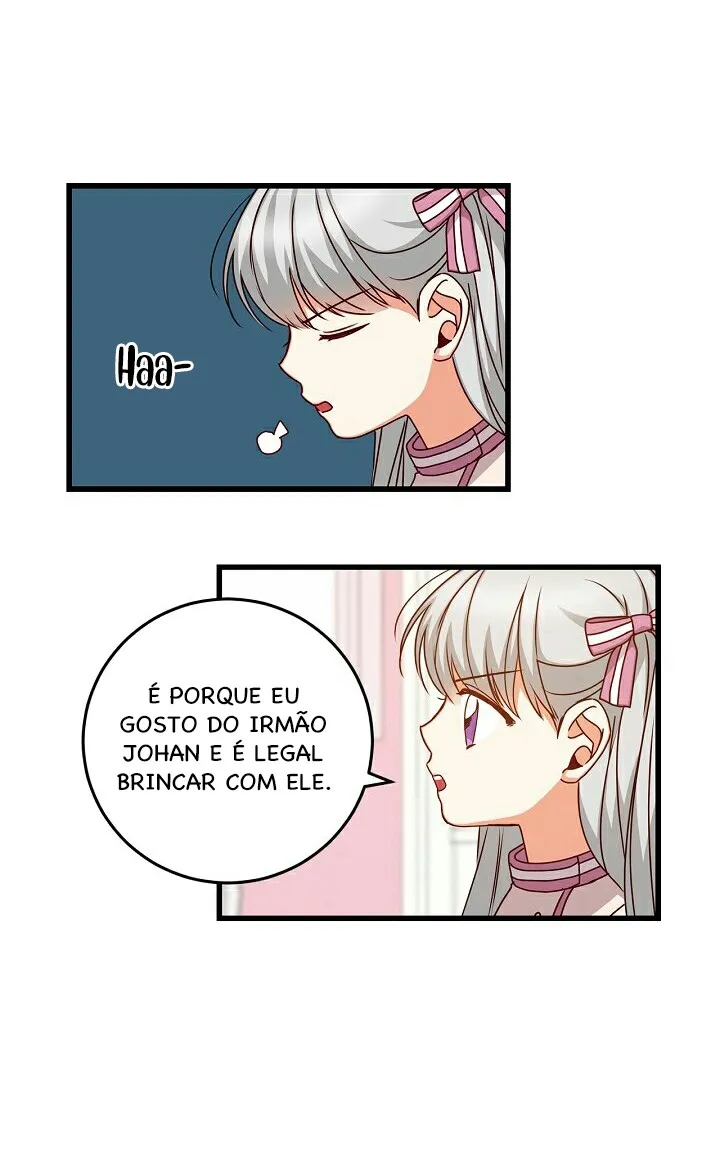 Haa-
É PORQUE EU
GOSTO DO IRMÃO
JOHAN E É LEGAL
BRINCAR COM ELE.